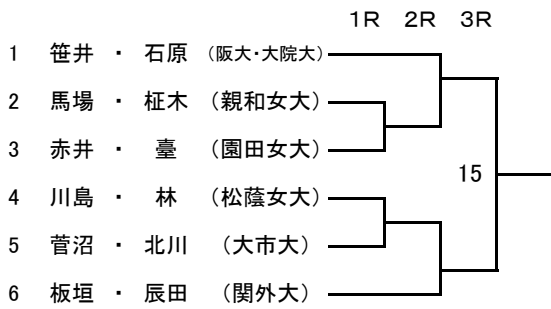 1R 2R 3R
1 笹井 ・ 石原 (阪大・大院大)
2 馬場 ・ 柾木 (親和女大)
3 赤井 ・ 臺 (園田女大)
15
4 川島 ・ 林 (松蔭女大)
5 菅沼 ・ 北川 (大市大)
6 板垣 ・ 辰田 (関外大)